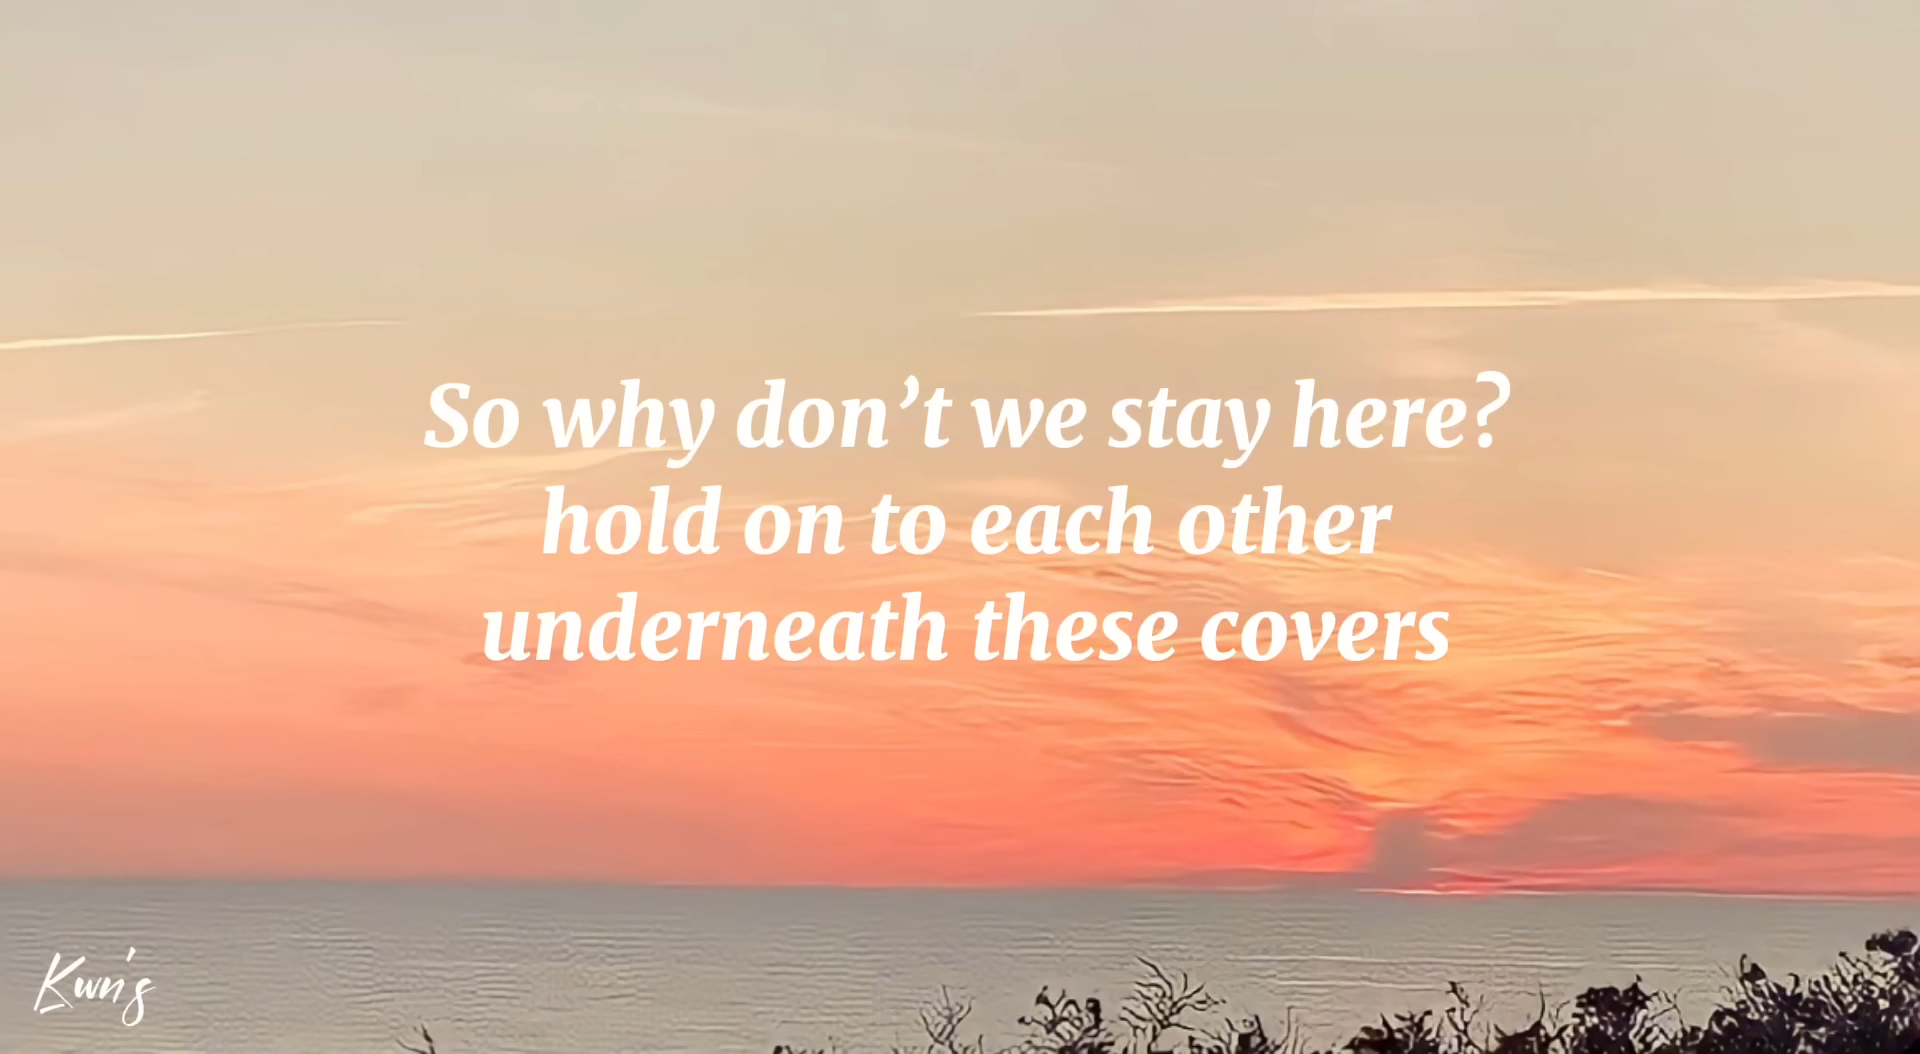 So why don’t we stay here?
hold on to each other
underneath these covers
Kwn's